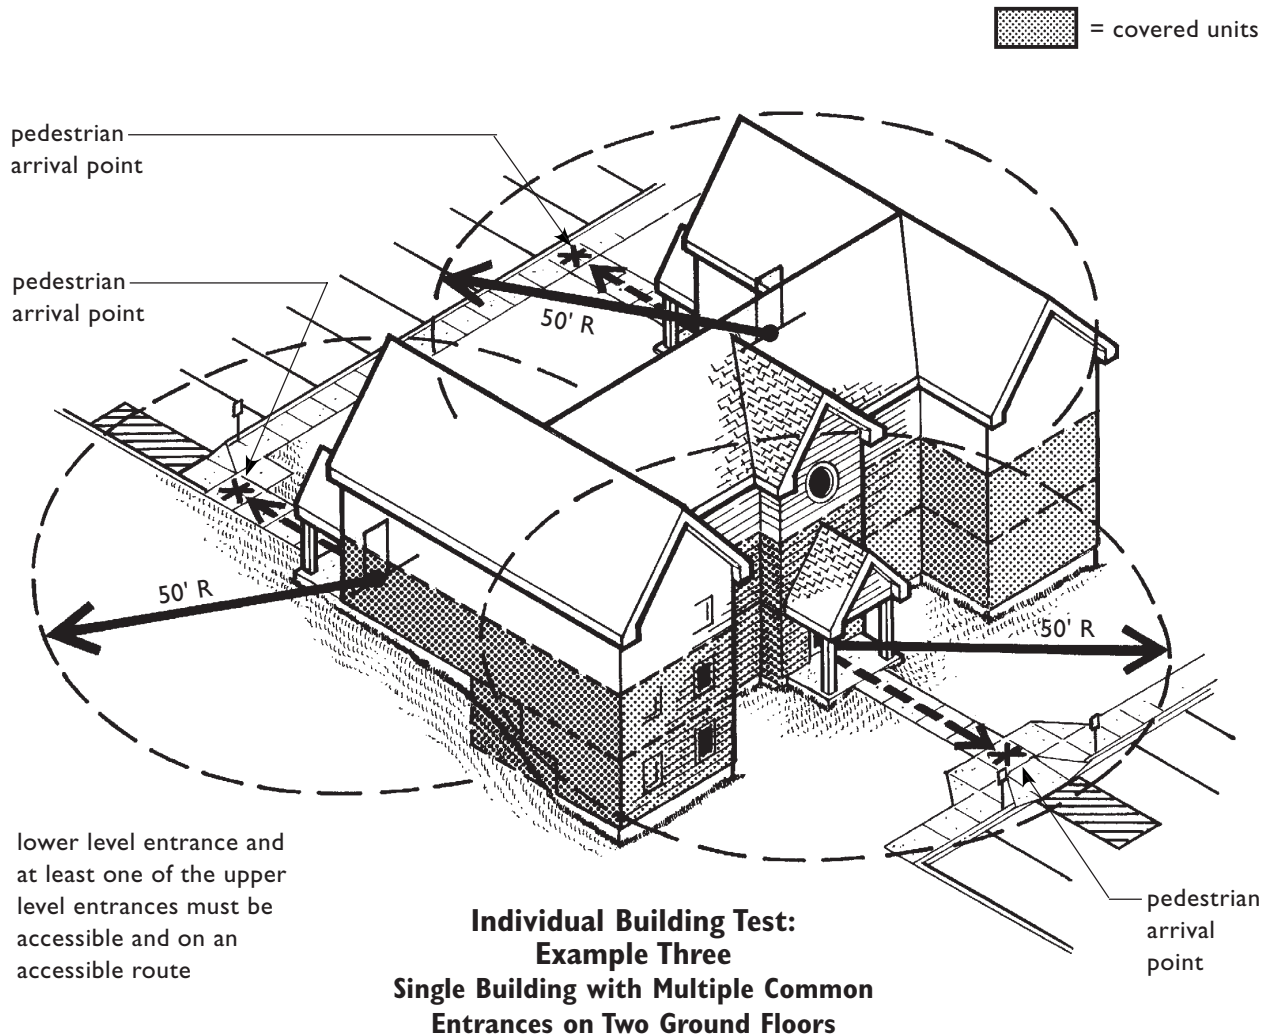 = covered units
pedestrian
arrival point
pedestrian
arrival point
50' R
50' R
50' R
lower level entrance and
at least one of the upper
level entrances must be
accessible and on an
accessible route
pedestrian
arrival
point
Individual Building Test:
Example Three
Single Building with Multiple Common
Entrances on Two Ground Floors